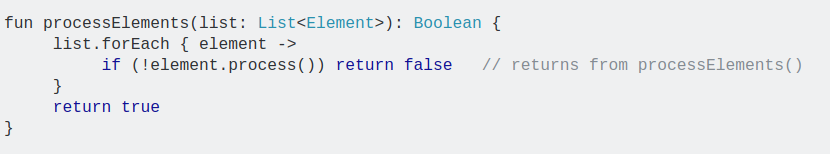 fun processElements(list: List<Element>): Boolean {
     list.forEach { element ->
          if (!element.process()) return false   // returns from processElements()
     }
     return true
}